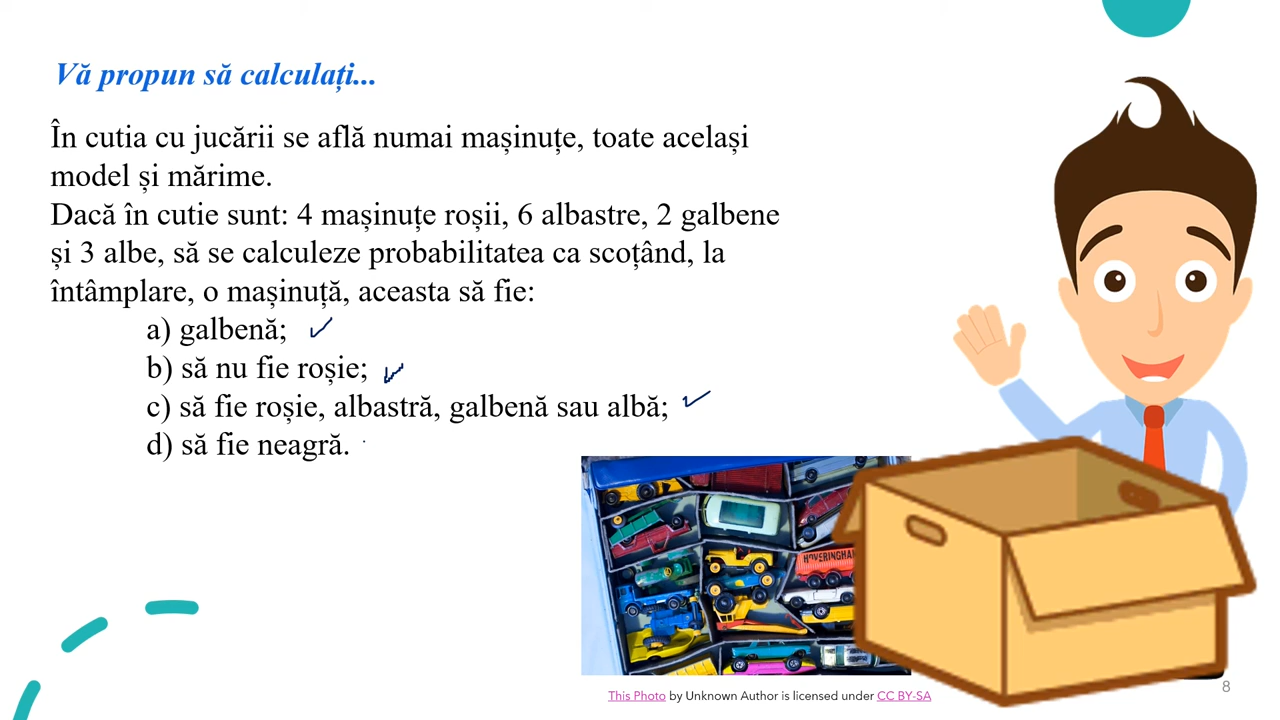 Vă propun să calculați...
În cutia cu jucării se află numai mașinuțe, toate același
model și mărime.
Dacă în cutie sunt: 4 mașinuțe roșii, 6 albastre, 2 galbene
și 3 albe, să se calculeze probabilitatea ca scoțând, la
întâmplare, o mașinuță, aceasta să fie:
a) galbenă;
b) să nu fie roșie;
c) să fie roșie, albastră, galbenă sau albă;
d) să fie neagră.
HOVERINGHAM
This Photo by Unknown Author is licensed under CC BY-SA
8